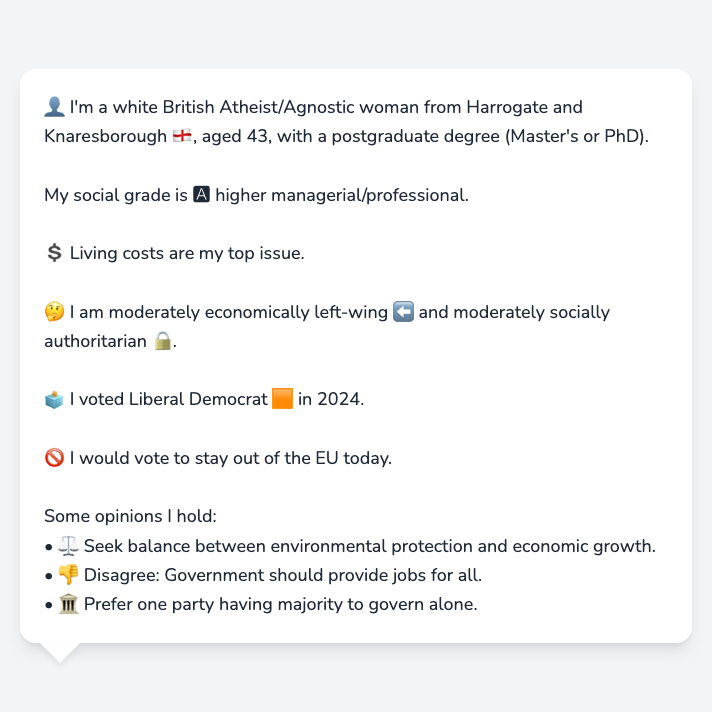 👤 I'm a white British Atheist/Agnostic woman from Harrogate and
Knaresborough 🏴󠁧󠁢󠁥󠁮󠁧󠁿, aged 43, with a postgraduate degree (Master's or PhD).
My social grade is 🅰 higher managerial/professional.
💲 Living costs are my top issue.
🤔 I am moderately economically left-wing ⬅️ and moderately socially
authoritarian 🔒.
🗳️ I voted Liberal Democrat 🟧 in 2024.
🚫 I would vote to stay out of the EU today.
Some opinions I hold:
• ⚖️ Seek balance between environmental protection and economic growth.
• 👎 Disagree: Government should provide jobs for all.
• 🏛️ Prefer one party having majority to govern alone.